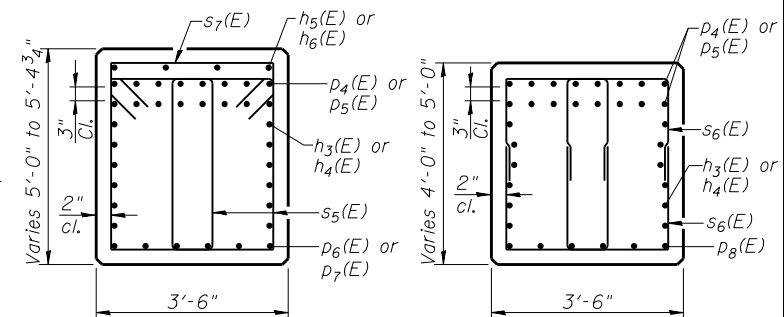 s7(E)
h5(E) or
h6(E)
p4(E) or
p5(E)
h3(E) or
h4(E)
s5(E)
p6(E) or
p7(E)
Varies 5'-0" to 5'-4 3/4"
3"
Cl.
2"
cl.
3'-6"
p4(E) or
p5(E)
s6(E)
h3(E) or
h4(E)
s6(E)
p8(E)
Varies 4'-0" to 5'-0"
3"
Cl.
2"
cl.
3'-6"